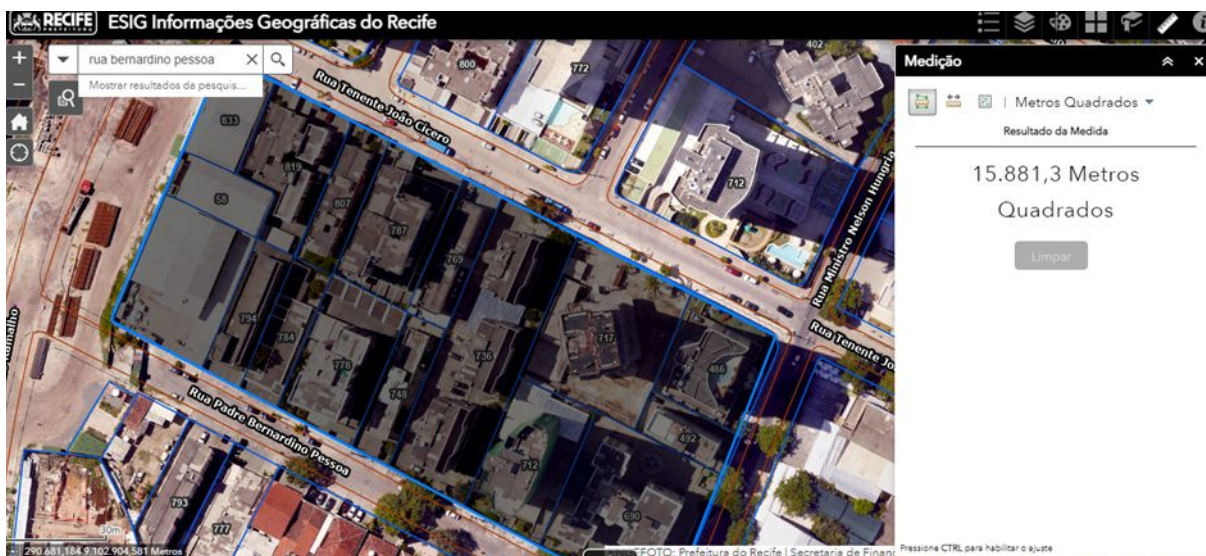 RECIFE
PREFEITURA
ESIG Informações Geográficas do Recife
rua bernardino pessoa
Mostrar resultados da pesquis...
Medição
Metros Quadrados
Resultado da Medida
15.881,3 Metros
Quadrados
Limpar
Pressione CTRL para habilitar o ajuste
402
800
772
Rua Tenente João Cícero
833
819
712
Rua Ministro Nelson Hungria
58
807
787
769
Rua Tenente Jo
794
784
717
736
778
486
748
492
Rua Padre Bernardino Pessoa
712
690
793
777
30m
290.681,184 9.102.904,581 Metros
FOTO: Prefeitura do Recife | Secretaria de Finan